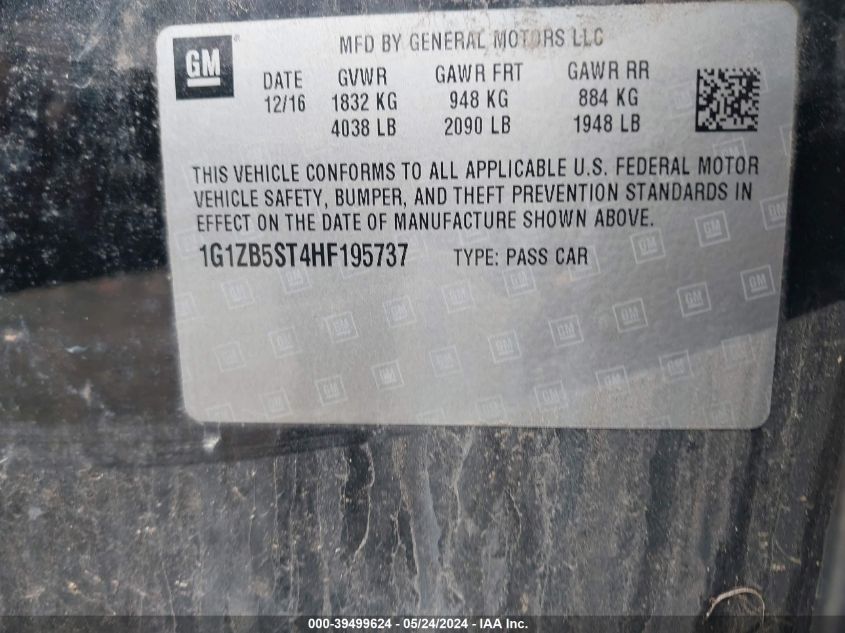 GM
MFD BY GENERAL MOTORS LLC
DATE GVWR GAWR FRT GAWR RR
12/16 1832 KG 948 KG 884 KG
4038 LB 2090 LB 1948 LB
THIS VEHICLE CONFORMS TO ALL APPLICABLE U.S. FEDERAL MOTOR
VEHICLE SAFETY, BUMPER, AND THEFT PREVENTION STANDARDS IN
EFFECT ON THE DATE OF MANUFACTURE SHOWN ABOVE.
1G1ZB5ST4HF195737 TYPE: PASS CAR
000-39499624 - 05/24/2024 - IAA Inc.